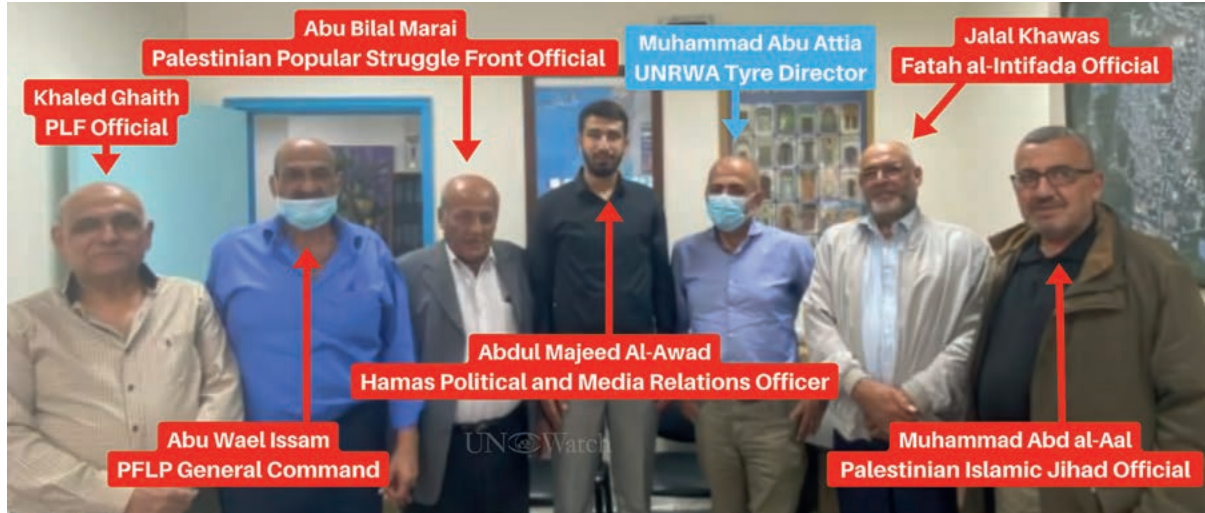 Abu Bilal Marai
Palestinian Popular Struggle Front Official
Muhammad Abu Attia
UNRWA Tyre Director
Jalal Khawas
Fatah al-Intifada Official
Khaled Ghaith
PLF Official
Abdul Majeed Al-Awad
Hamas Political and Media Relations Officer
Abu Wael Issam
PFLP General Command
UN Watch
Muhammad Abd al-Aal
Palestinian Islamic Jihad Official